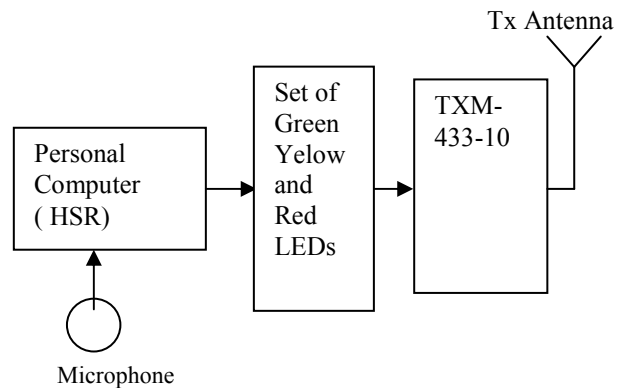 Tx Antenna
Set of
Green
Yelow
and
Red
LEDs
TXM-
433-10
Personal
Computer
( HSR)
Microphone